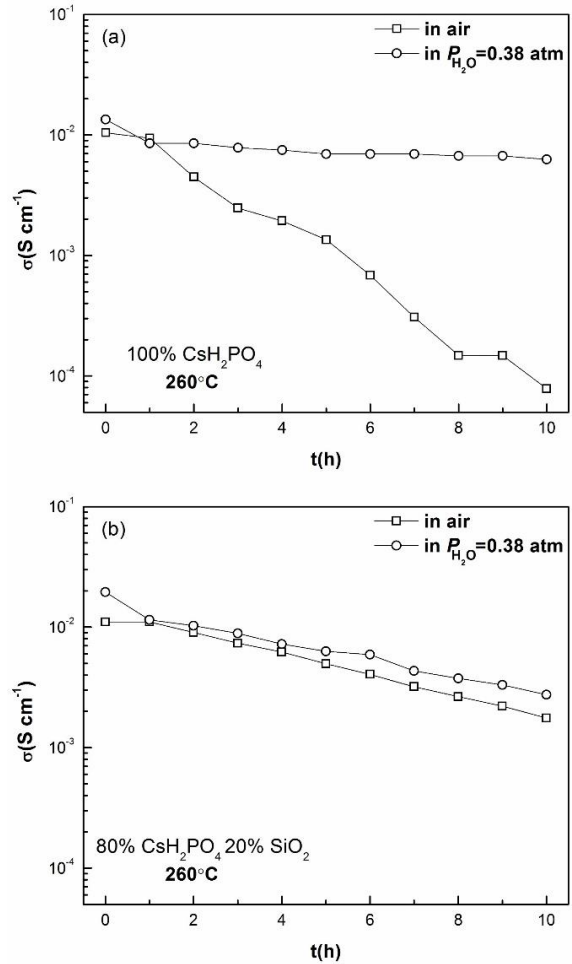 10⁻¹
(a)
in air
in P_H₂O=0.38 atm
10⁻²
σ(S cm⁻¹)
10⁻³
10⁻⁴
100% CsH₂PO₄
260°C
0 2 4 6 8 10
t(h)
10⁻¹
(b)
in air
in P_H₂O=0.38 atm
10⁻²
σ(S cm⁻¹)
10⁻³
10⁻⁴
80% CsH₂PO₄ 20% SiO₂
260°C
0 2 4 6 8 10
t(h)